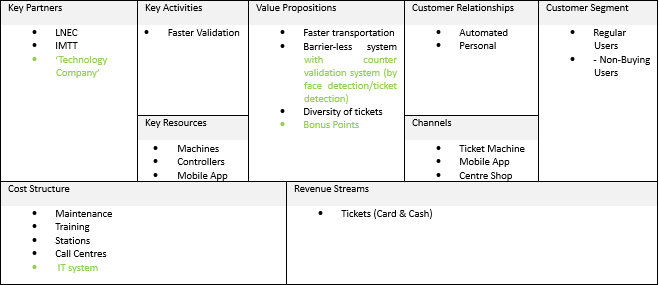 Key Partners
LNEC
IMTT
'Technology
Company'
Key Activities
Faster Validation
Key Resources
Machines
Controllers
Mobile App
Value Propositions
Faster transportation
Barrier-less system
with counter
validation system (by
face detection/ticket
detection)
Diversity of tickets
Bonus Points
Customer Relationships
Automated
Personal
Channels
Ticket Machine
Mobile App
Centre Shop
Customer Segment
Regular
Users
- Non-Buying
Users
Cost Structure
Maintenance
Training
Stations
Call Centres
IT system
Revenue Streams
Tickets (Card & Cash)